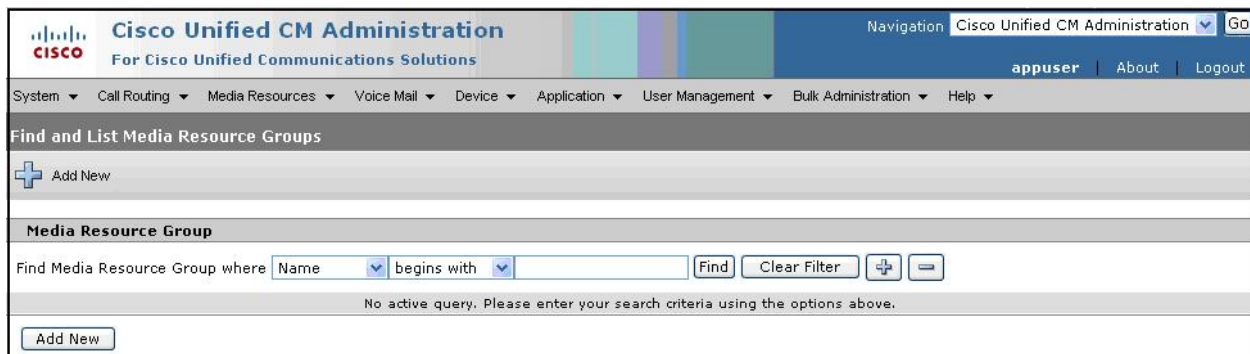 Cisco Unified CM Administration
Navigation Cisco Unified CM Administration Go
CISCO
For Cisco Unified Communications Solutions
appuser | About | Logout
System Call Routing Media Resources Voice Mail Device Application User Management Bulk Administration Help
Find and List Media Resource Groups
Add New
Media Resource Group
Find Media Resource Group where Name begins with Find Clear Filter
No active query. Please enter your search criteria using the options above.
Add New